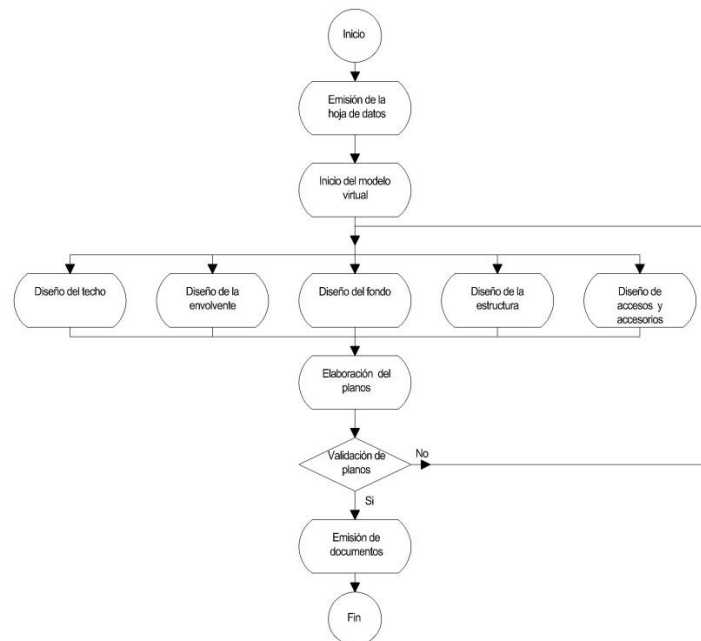 Inicio
Emisión de la
hoja de datos
Inicio del modelo
virtual
Diseño del techo
Diseño de la
envolvente
Diseño del fondo
Diseño de la
estructura
Diseño de
accesos y
accesorios
Elaboración del
planos
Validación de
planos
No
Si
Emisión de
documentos
Fin